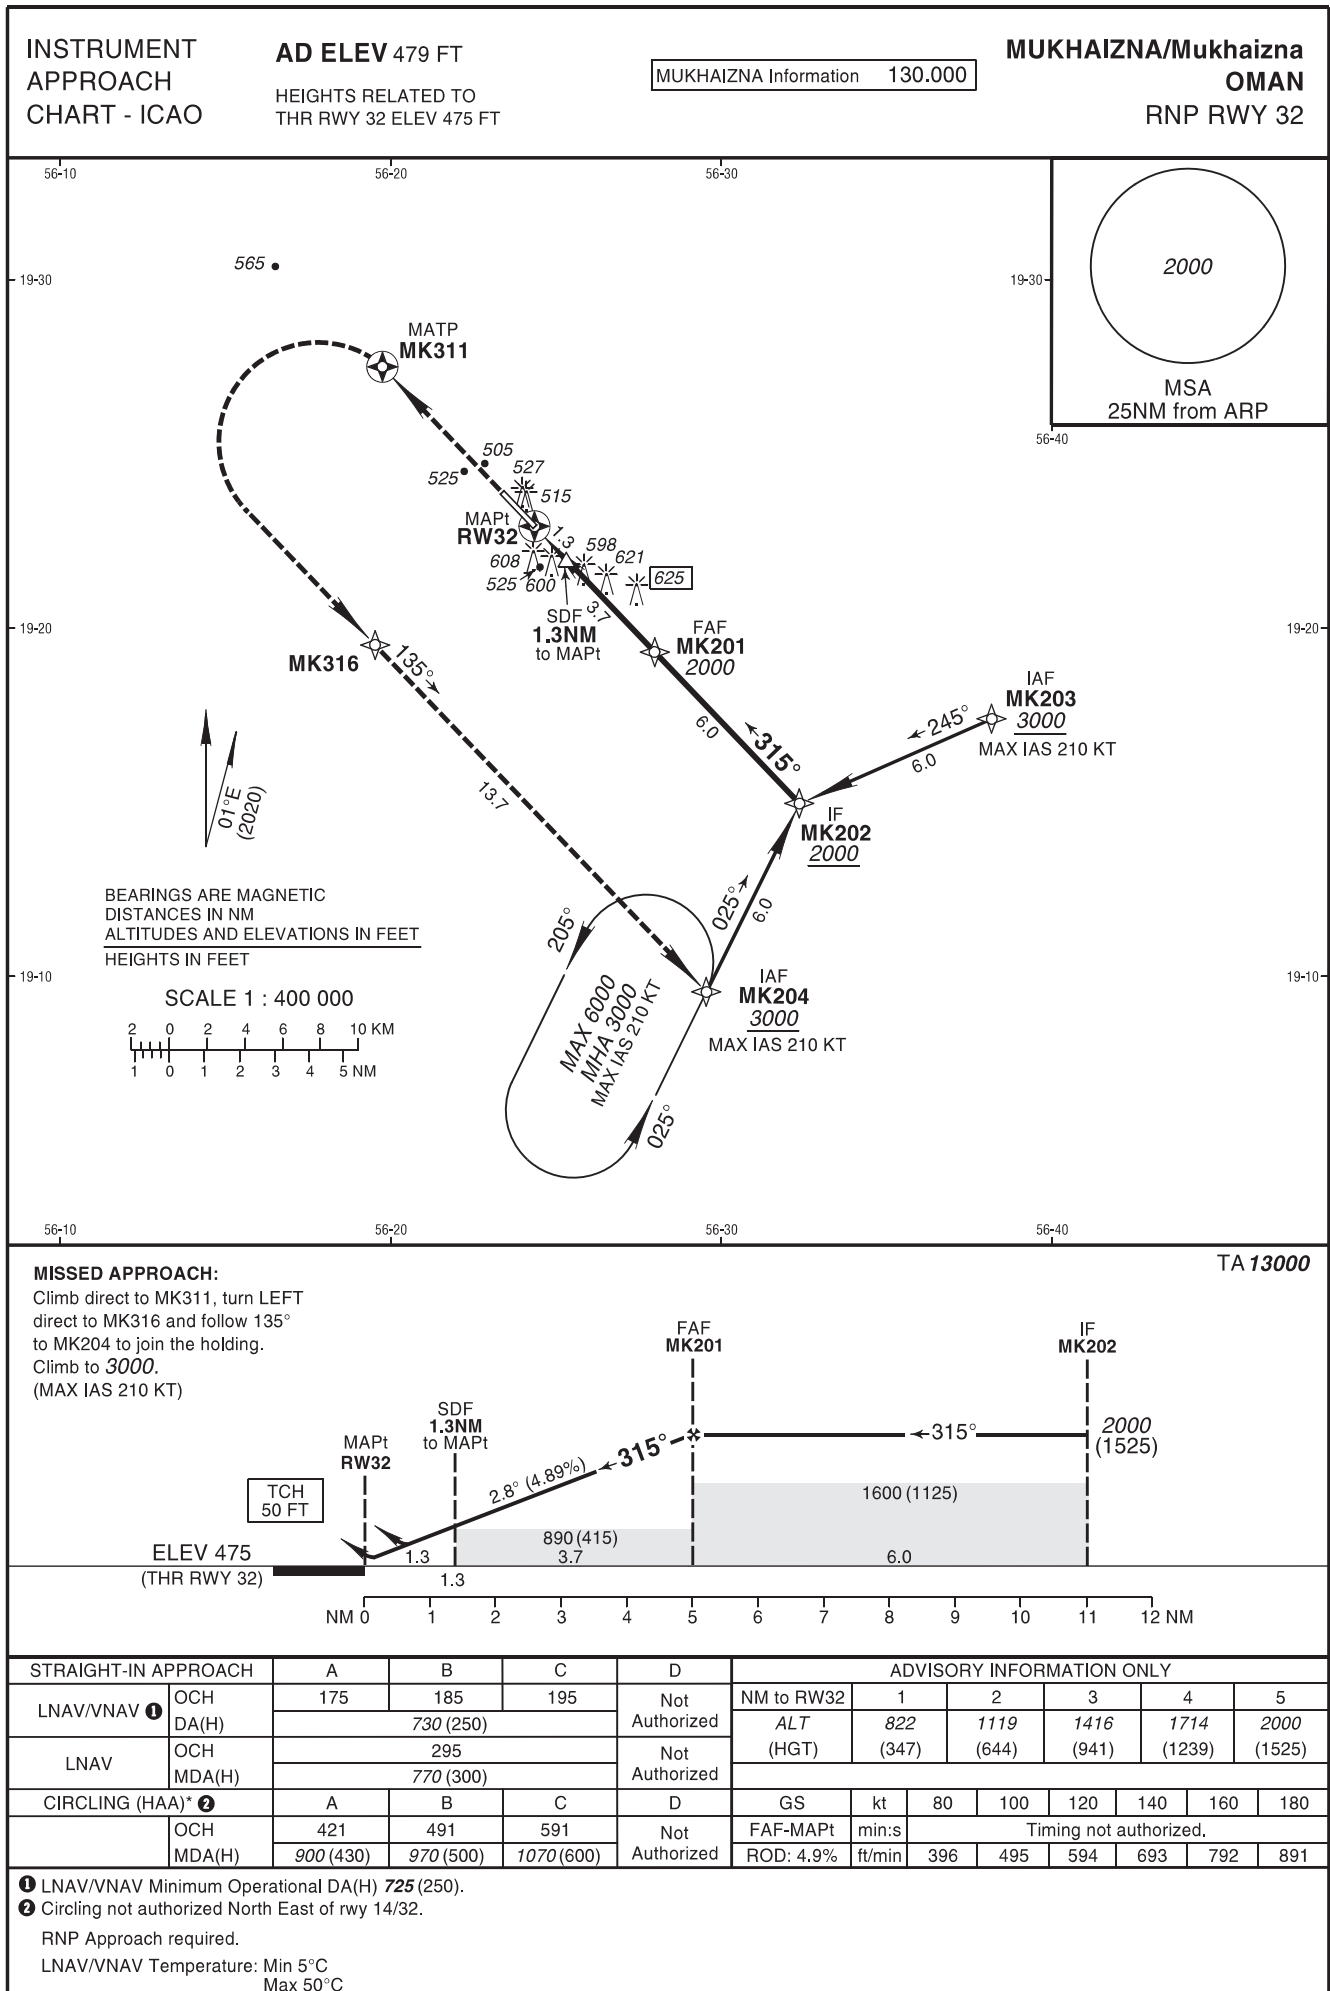 INSTRUMENT
APPROACH
CHART - ICAO
AD ELEV 479 FT
HEIGHTS RELATED TO
THR RWY 32 ELEV 475 FT
MUKHAIZNA Information 130.000
MUKHAIZNA/Mukhaizna
OMAN
RNP RWY 32
56-10 56-20 56-30
2000
MSA
25NM from ARP
56-40
19-30 19-30
565
MATP
MK311
505
525
527
515
MAPt
RW32
1.3
598
608
621
525 600
625
SDF
1.3NM
to MAPt
3.7
FAF
MK201
2000
19-20 19-20
MK316
135°
IAF
MK203
3000
MAX IAS 210 KT
245°
6.0
315°
6.0
01°E
(2020)
13.7
IF
MK202
2000
BEARINGS ARE MAGNETIC
DISTANCES IN NM
ALTITUDES AND ELEVATIONS IN FEET
HEIGHTS IN FEET
025°
6.0
205°
19-10 19-10
IAF
MK204
3000
MAX IAS 210 KT
MAX 6000
MHA 3000
MAX IAS 210 KT
025°
SCALE 1 : 400 000
2 0 2 4 6 8 10 KM
1 0 1 2 3 4 5 NM
56-10 56-20 56-30 56-40
TA 13000
MISSED APPROACH:
Climb direct to MK311, turn LEFT
direct to MK316 and follow 135°
to MK204 to join the holding.
Climb to 3000.
(MAX IAS 210 KT)
FAF
MK201
IF
MK202
SDF
1.3NM
to MAPt
MAPt
RW32
315°
315°
2000
(1525)
2.8° (4.89%)
TCH
50 FT
1600 (1125)
890 (415)
ELEV 475
(THR RWY 32)
1.3 3.7 6.0
1.3
NM 0 1 2 3 4 5 6 7 8 9 10 11 12 NM
STRAIGHT-IN APPROACH A B C D
LNAV/VNAV ❶ OCH 175 185 195 Not Authorized
DA(H) 730 (250)
LNAV OCH 295 Not Authorized
MDA(H) 770 (300)
CIRCLING (HAA)* ❷ A B C D
OCH 421 491 591 Not Authorized
MDA(H) 900 (430) 970 (500) 1070 (600)
ADVISORY INFORMATION ONLY
NM to RW32 1 2 3 4 5
ALT 822 1119 1416 1714 2000
(HGT) (347) (644) (941) (1239) (1525)
GS kt 80 100 120 140 160 180
FAF-MAPt min:s Timing not authorized.
ROD: 4.9% ft/min 396 495 594 693 792 891
❶ LNAV/VNAV Minimum Operational DA(H) 725 (250).
❷ Circling not authorized North East of rwy 14/32.
RNP Approach required.
LNAV/VNAV Temperature: Min 5°C
Max 50°C